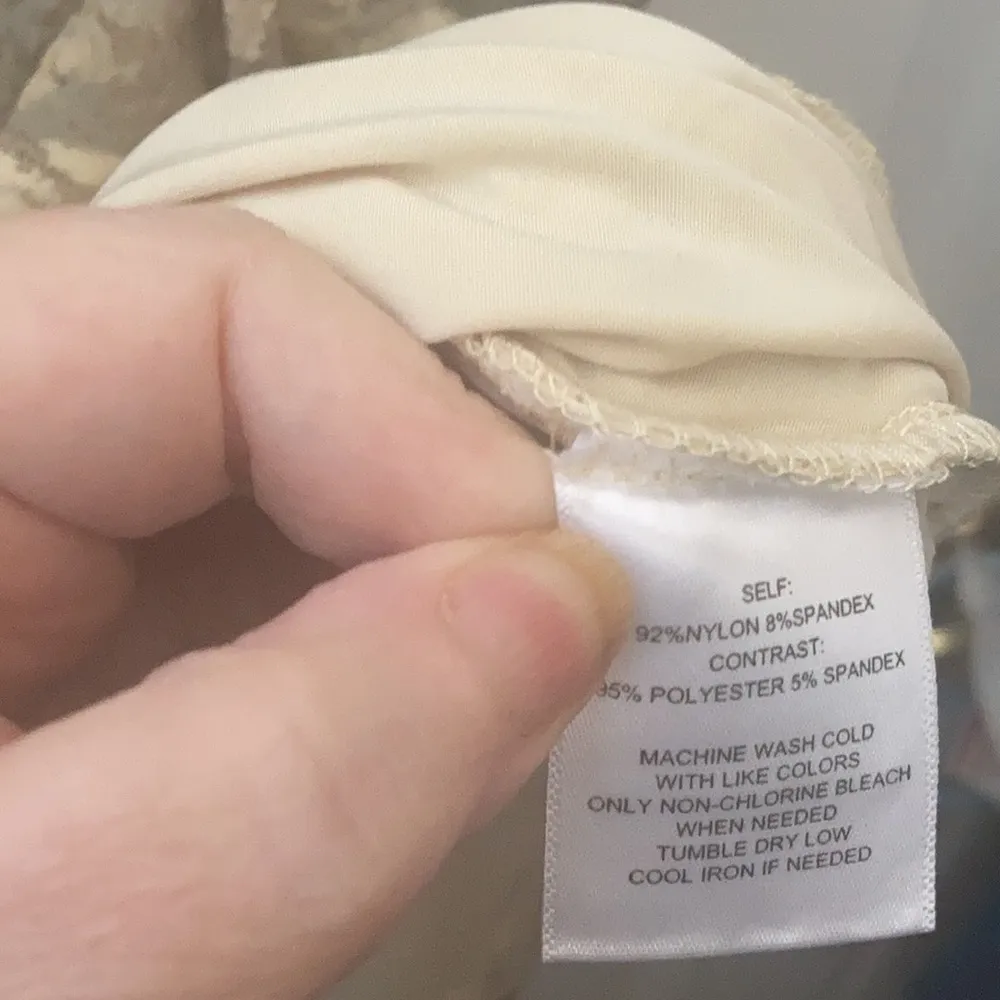 SELF:
92%NYLON 8%SPANDEX
CONTRAST:
95% POLYESTER 5% SPANDEX
MACHINE WASH COLD
WITH LIKE COLORS
ONLY NON-CHLORINE BLEACH
WHEN NEEDED
TUMBLE DRY LOW
COOL IRON IF NEEDED